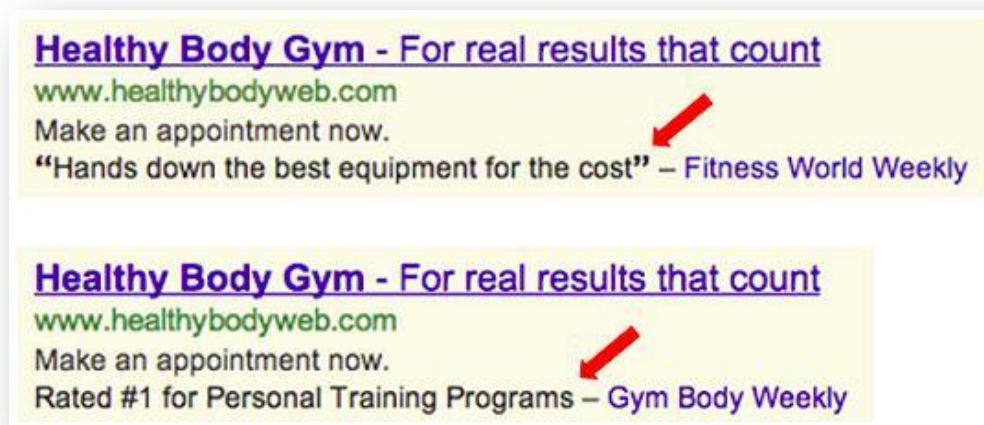 Healthy Body Gym - For real results that count
www.healthybodyweb.com
Make an appointment now.
“Hands down the best equipment for the cost” – Fitness World Weekly
Healthy Body Gym - For real results that count
www.healthybodyweb.com
Make an appointment now.
Rated #1 for Personal Training Programs – Gym Body Weekly